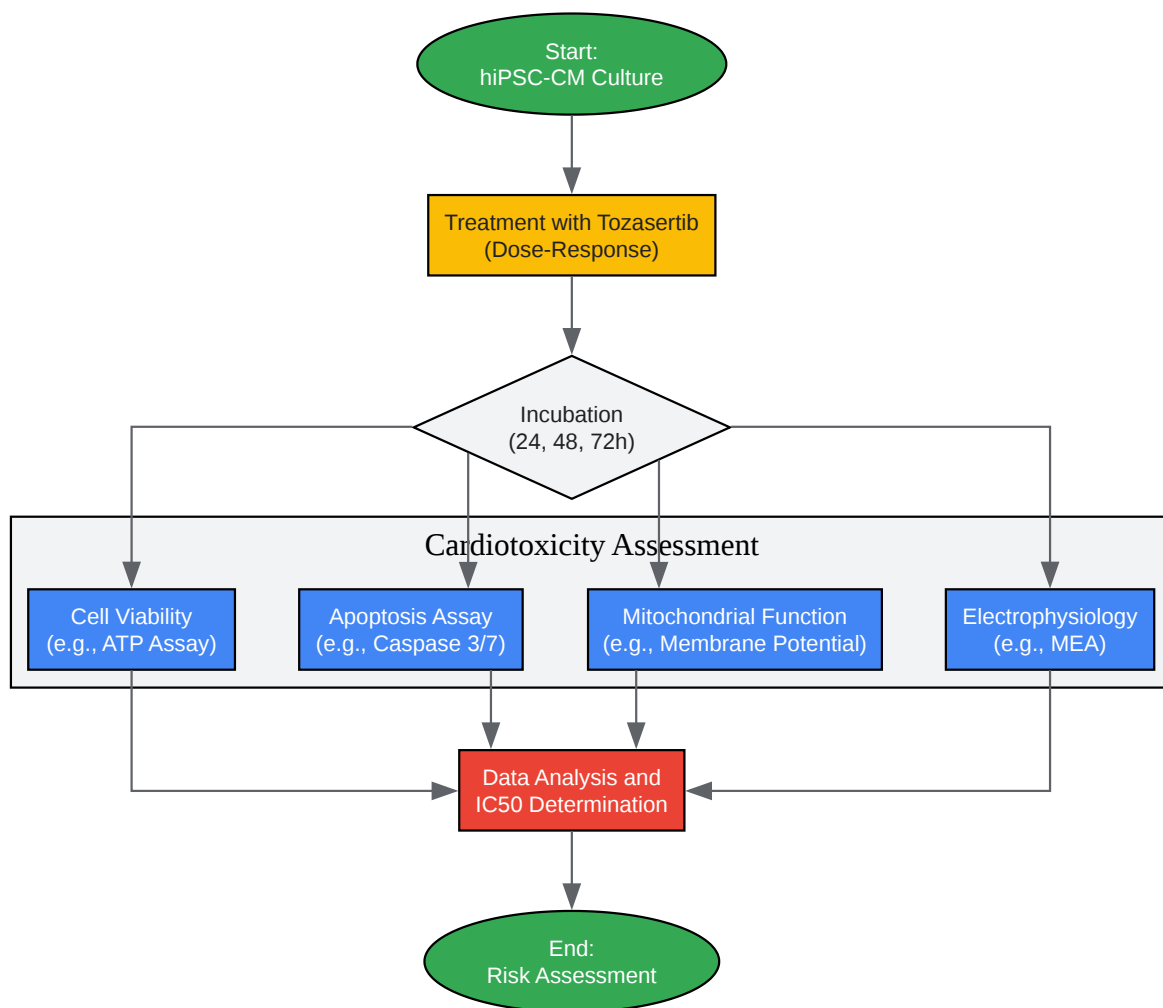 Start:
hiPSC-CM Culture
Treatment with Tozasertib
(Dose-Response)
Incubation
(24, 48, 72h)
Cardiotoxicity Assessment
Cell Viability
(e.g., ATP Assay)
Apoptosis Assay
(e.g., Caspase 3/7)
Mitochondrial Function
(e.g., Membrane Potential)
Electrophysiology
(e.g., MEA)
Data Analysis and
IC50 Determination
End:
Risk Assessment